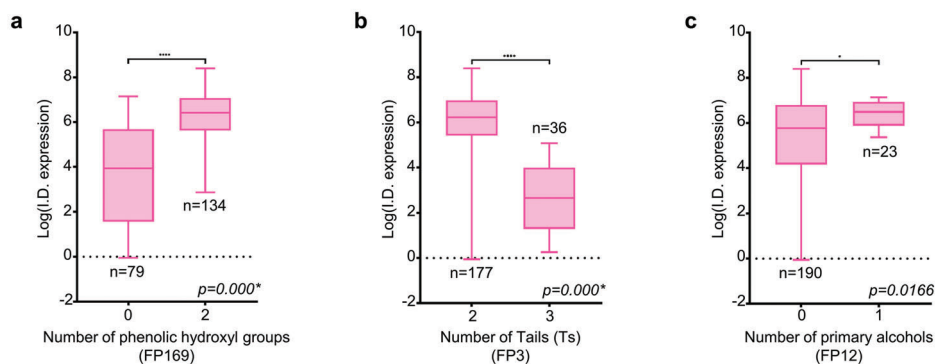 a
Log(I.D. expression)
10
8
6
4
2
0
-2
****
n=134
n=79
p=0.000*
0 2
Number of phenolic hydroxyl groups
(FP169)
b
Log(I.D. expression)
10
8
6
4
2
0
-2
****
n=36
n=177
p=0.000*
2 3
Number of Tails (Ts)
(FP3)
c
Log(I.D. expression)
10
8
6
4
2
0
-2
*
n=23
n=190
p=0.0166
0 1
Number of primary alcohols
(FP12)